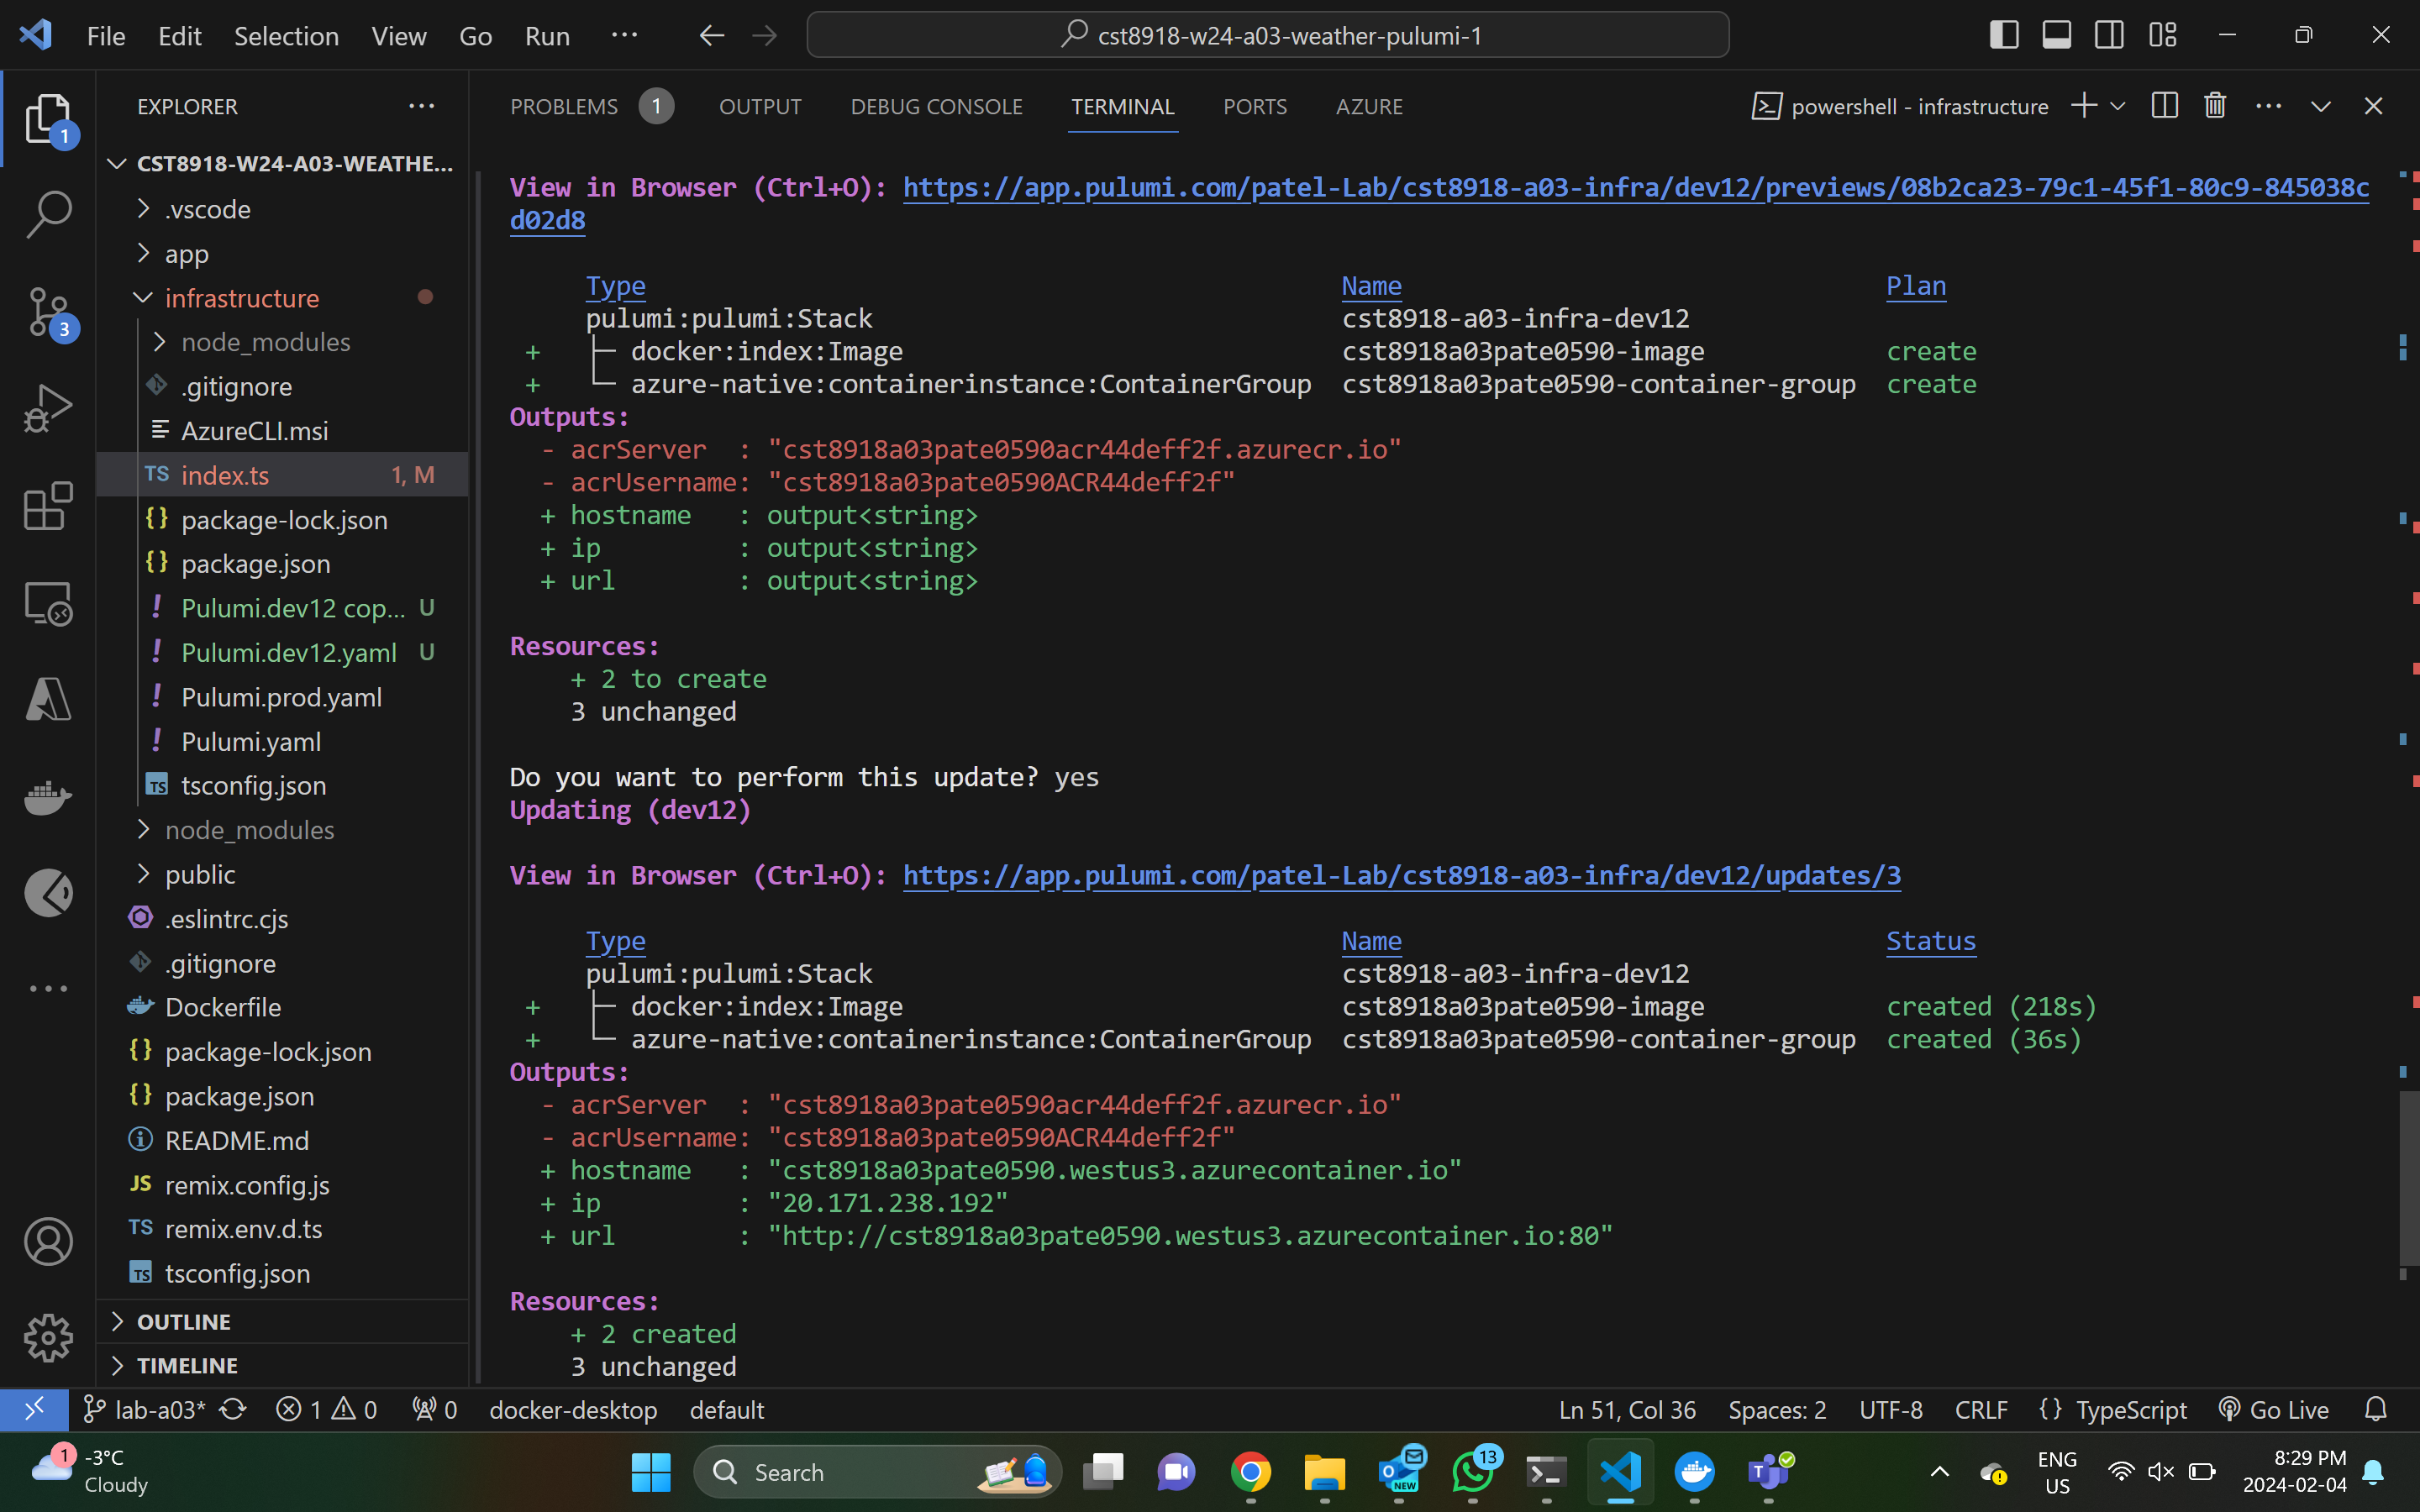 File Edit Selection View Go Run ··· cst8918-w24-a03-weather-pulumi-1
EXPLORER ···
PROBLEMS 1 OUTPUT DEBUG CONSOLE TERMINAL PORTS AZURE powershell - infrastructure
1
3
CST8918-W24-A03-WEATHE...
.vscode
app
infrastructure
node_modules
.gitignore
AzureCLI.msi
TS index.ts 1, M
{} package-lock.json
{} package.json
! Pulumi.dev12 cop... U
! Pulumi.dev12.yaml U
! Pulumi.prod.yaml
! Pulumi.yaml
TS tsconfig.json
node_modules
public
.eslintrc.cjs
.gitignore
Dockerfile
{} package-lock.json
{} package.json
README.md
JS remix.config.js
TS remix.env.d.ts
TS tsconfig.json
OUTLINE
TIMELINE
View in Browser (Ctrl+O): https://app.pulumi.com/patel-Lab/cst8918-a03-infra/dev12/previews/08b2ca23-79c1-45f1-80c9-845038c
d02d8
Type Name Plan
pulumi:pulumi:Stack cst8918-a03-infra-dev12
+ ├─ docker:index:Image cst8918a03pate0590-image create
+ └─ azure-native:containerinstance:ContainerGroup cst8918a03pate0590-container-group create
Outputs:
- acrServer : "cst8918a03pate0590acr44deff2f.azurecr.io"
- acrUsername: "cst8918a03pate0590ACR44deff2f"
+ hostname : output<string>
+ ip : output<string>
+ url : output<string>
Resources:
+ 2 to create
3 unchanged
Do you want to perform this update? yes
Updating (dev12)
View in Browser (Ctrl+O): https://app.pulumi.com/patel-Lab/cst8918-a03-infra/dev12/updates/3
Type Name Status
pulumi:pulumi:Stack cst8918-a03-infra-dev12
+ ├─ docker:index:Image cst8918a03pate0590-image created (218s)
+ └─ azure-native:containerinstance:ContainerGroup cst8918a03pate0590-container-group created (36s)
Outputs:
- acrServer : "cst8918a03pate0590acr44deff2f.azurecr.io"
- acrUsername: "cst8918a03pate0590ACR44deff2f"
+ hostname : "cst8918a03pate0590.westus3.azurecontainer.io"
+ ip : "20.171.238.192"
+ url : "http://cst8918a03pate0590.westus3.azurecontainer.io:80"
Resources:
+ 2 created
3 unchanged
lab-a03* 1 0 0 docker-desktop default Ln 51, Col 36 Spaces: 2 UTF-8 CRLF {} TypeScript Go Live
1 -3°C
Cloudy
Search
NEW
13
ENG
US
8:29 PM
2024-02-04